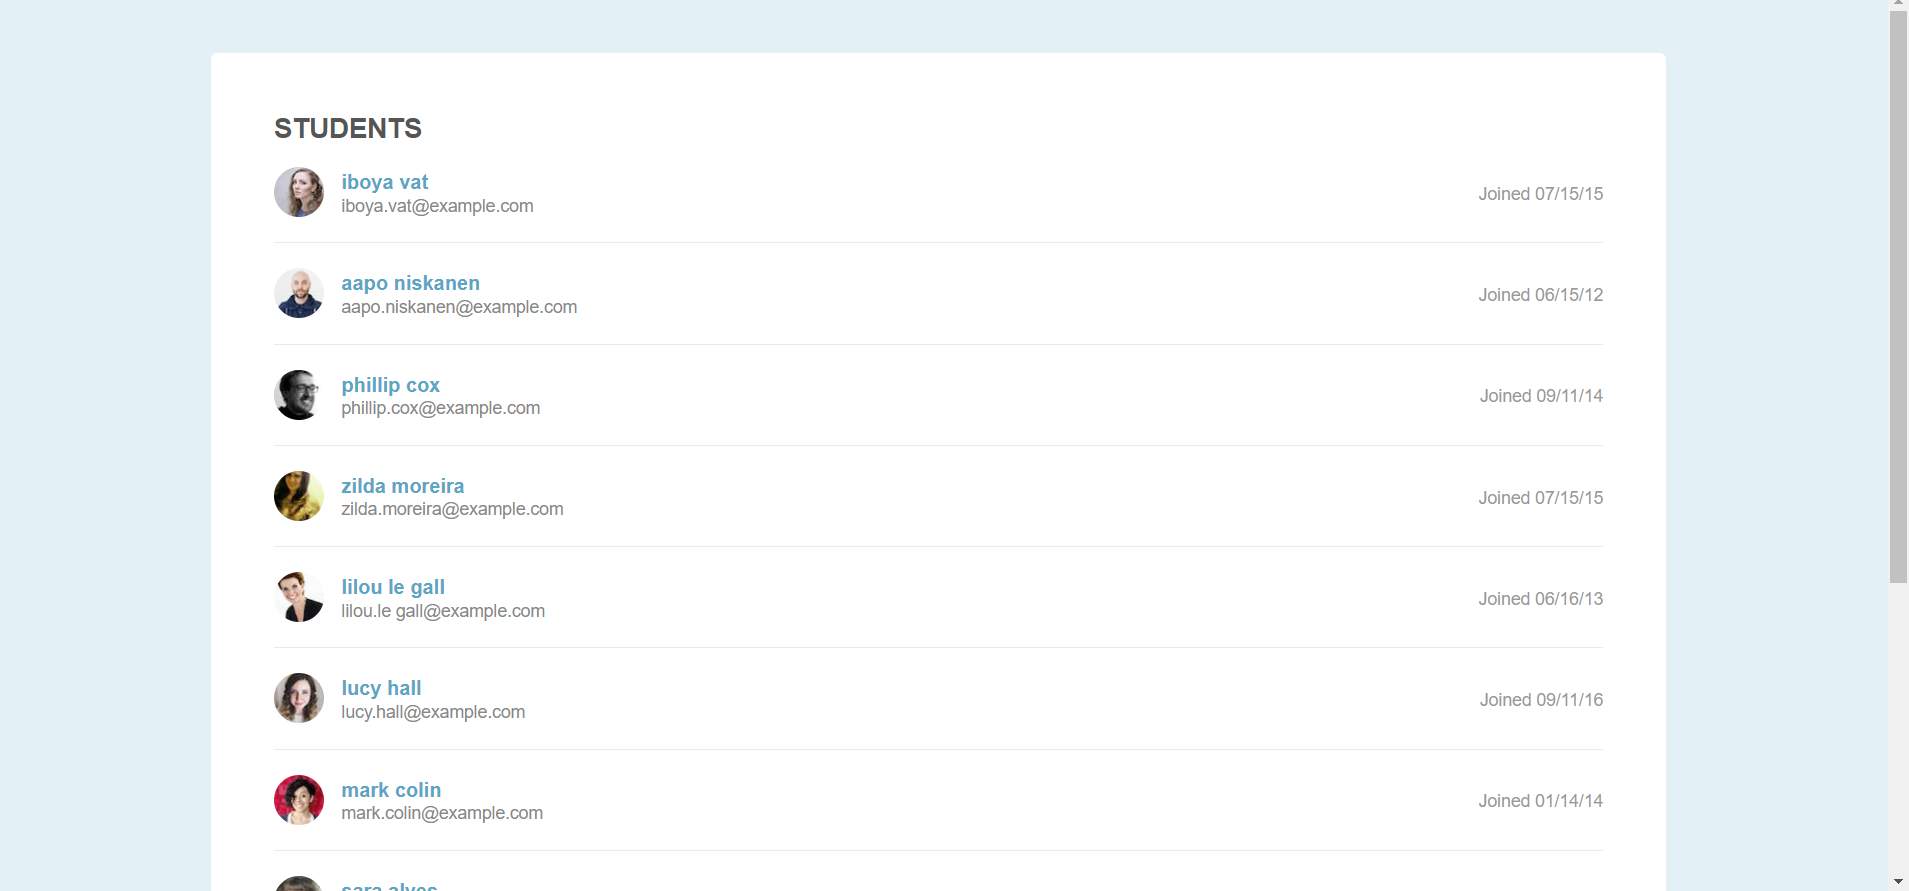 STUDENTS
iboya vat
iboya.vat@example.com
Joined 07/15/15
aapo niskanen
aapo.niskanen@example.com
Joined 06/15/12
phillip cox
phillip.cox@example.com
Joined 09/11/14
zilda moreira
zilda.moreira@example.com
Joined 07/15/15
lilou le gall
lilou.le gall@example.com
Joined 06/16/13
lucy hall
lucy.hall@example.com
Joined 09/11/16
mark colin
mark.colin@example.com
Joined 01/14/14
sara alves